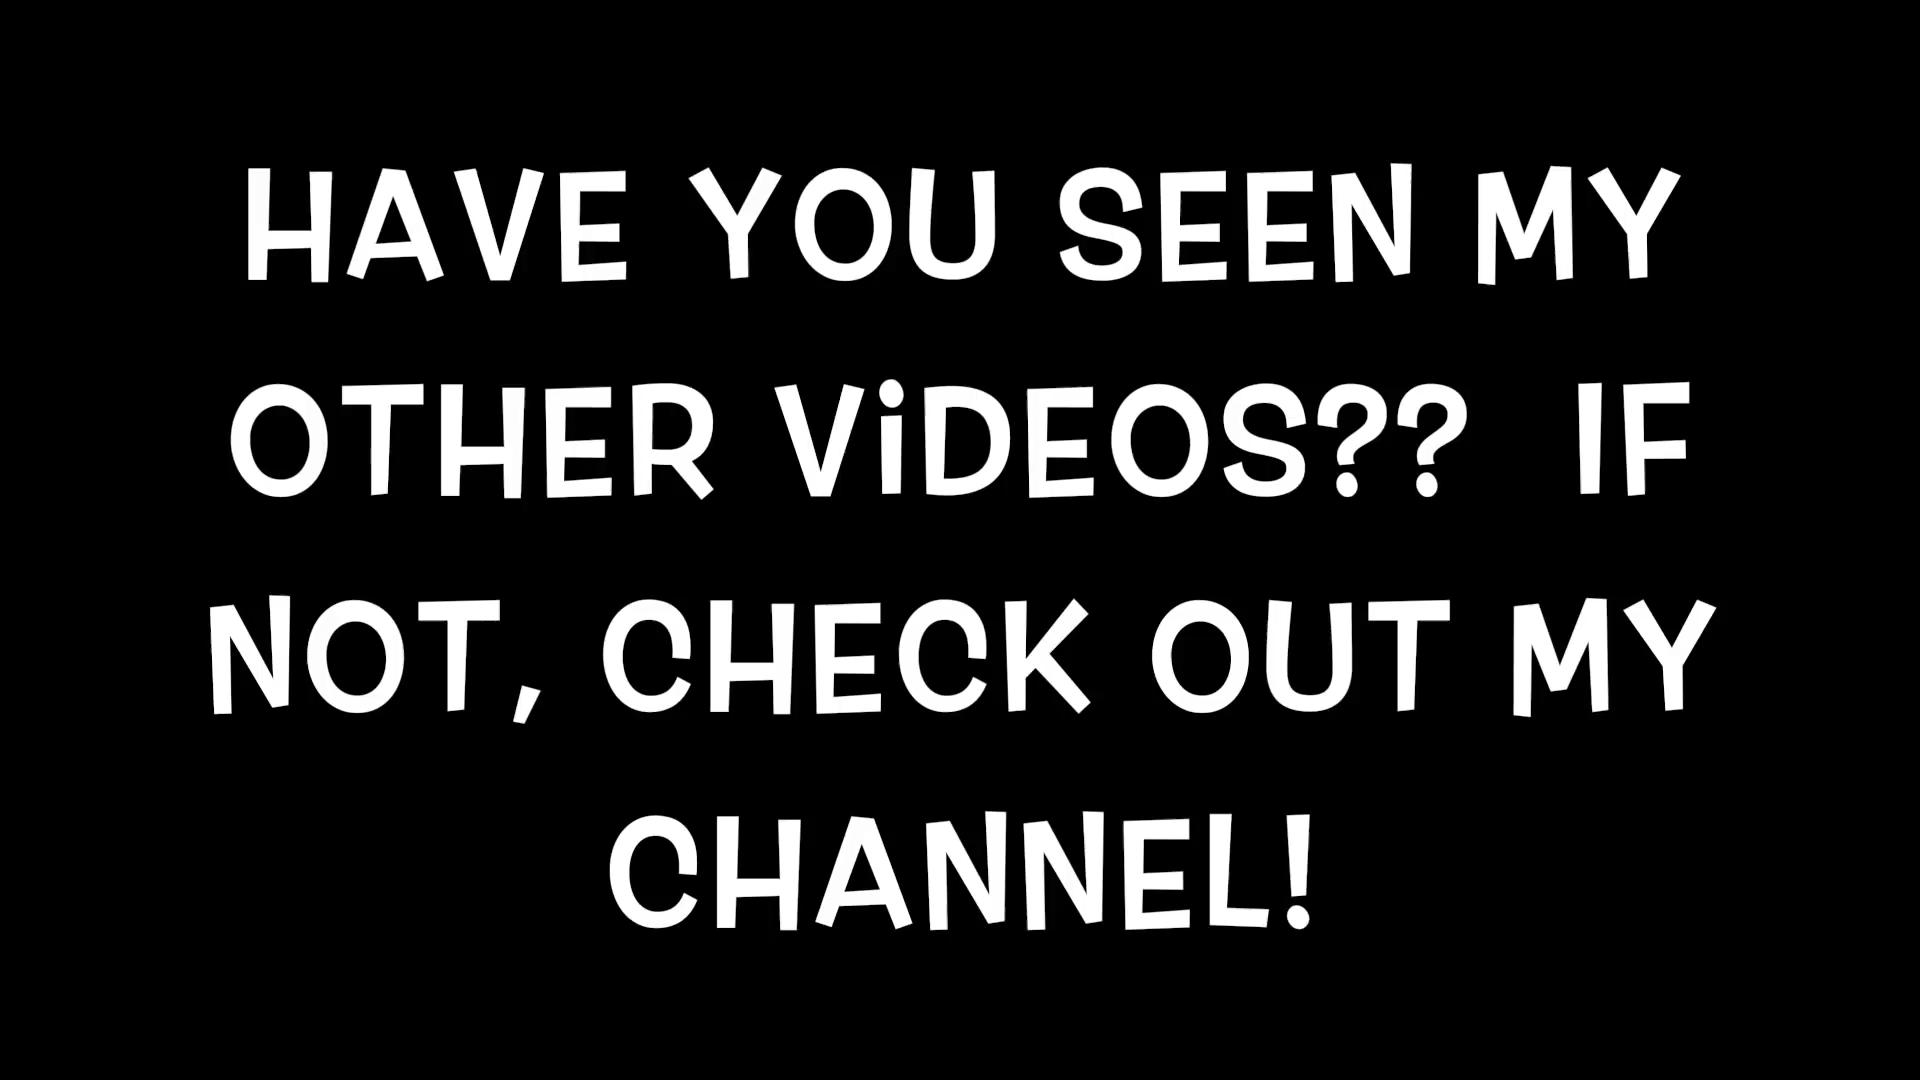 HAVE YOU SEEN MY
OTHER ViDEOS??  IF
NOT, CHECK OUT MY
CHANNEL!